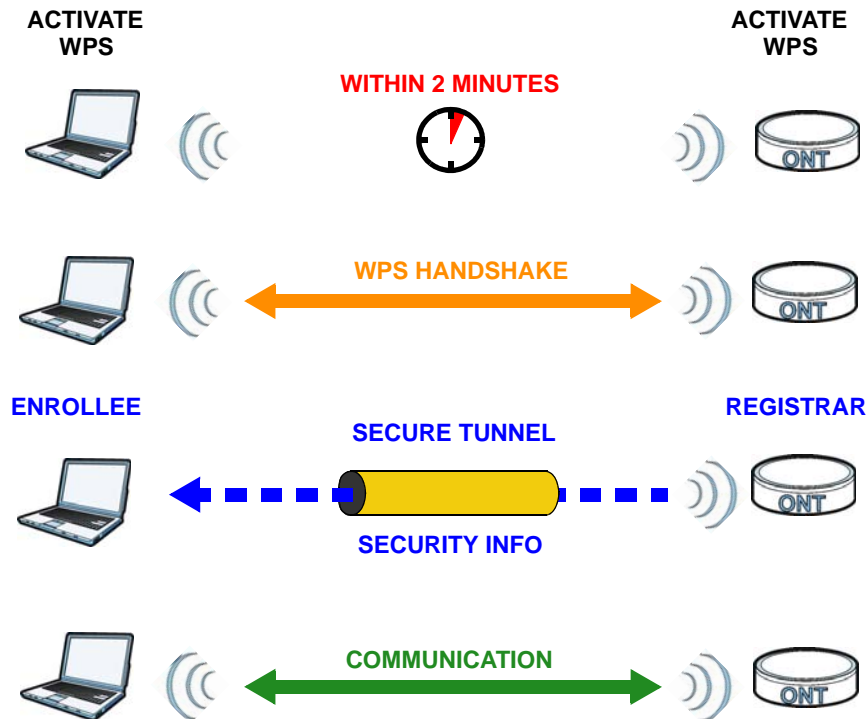 ACTIVATE
WPS
ACTIVATE
WPS
WITHIN 2 MINUTES
ONT
WPS HANDSHAKE
ONT
ENROLLEE
REGISTRAR
SECURE TUNNEL
ONT
SECURITY INFO
COMMUNICATION
ONT